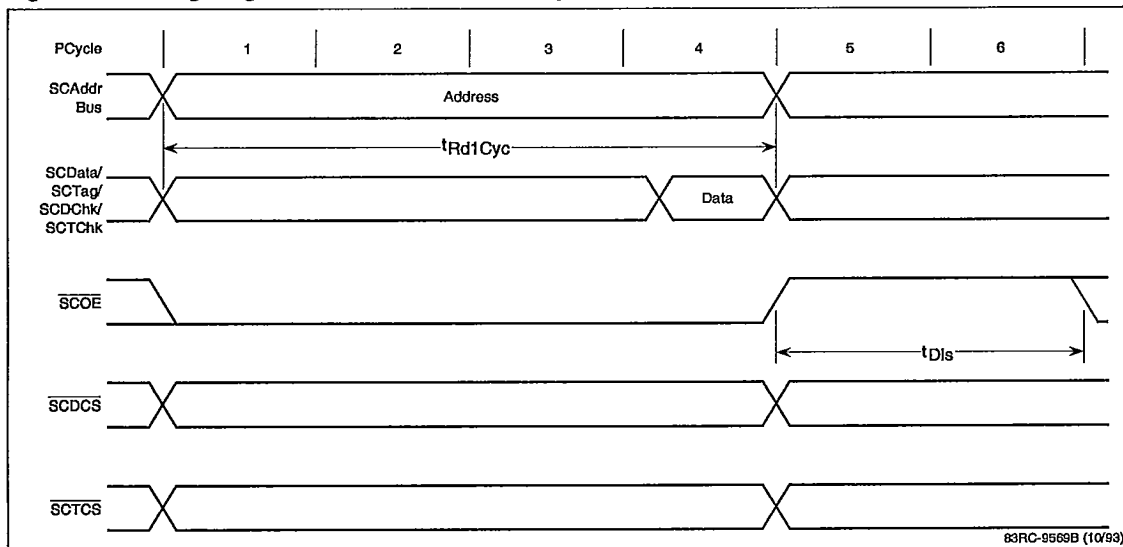 PCycle 1 2 3 4 5 6
SCAddr
Bus
Address
tRd1Cyc
SCData/
SCTag/
SCDChk/
SCTChk
Data
SCOE
tDis
SCDCS
SCTCS
83RC-9569B (10/93)